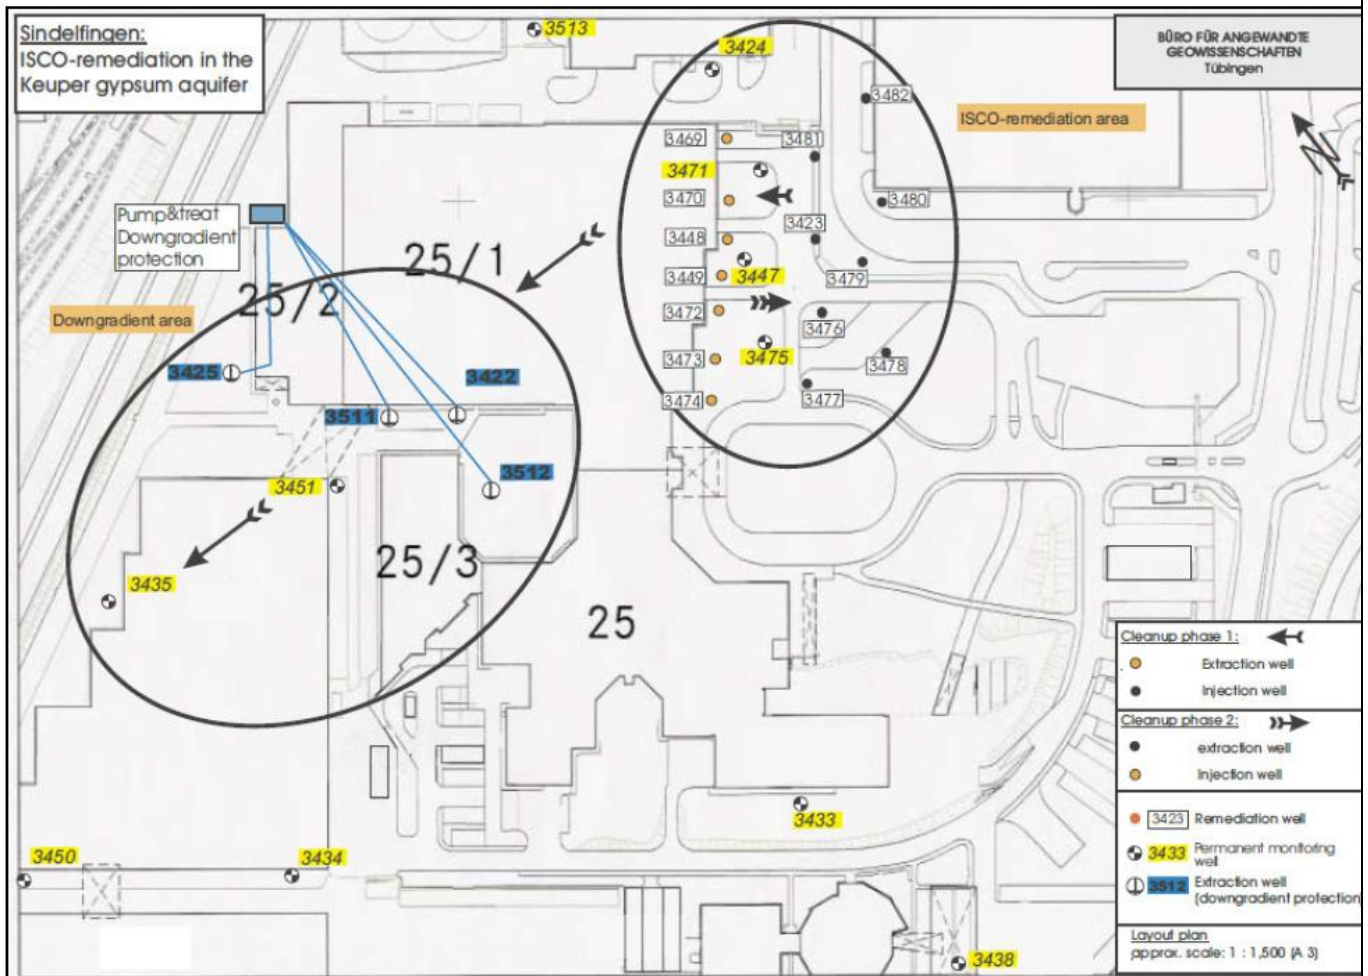 Sindelfingen:
ISCO-remediation in the
Keuper gypsum aquifer
BÜRO FÜR ANGEWANDTE
GEOWISSENSCHAFTEN
Tübingen
3513
3424
3482
ISCO-remediation area
N
3469
3481
3471
3470
3480
3423
3448
3447
3449
3479
3472
3476
3475
3473
3478
3474
3477
Pump&treat
Downgradient
protection
25/1
25/2
Downgradient area
3425
3422
3511
3512
3451
25/3
3435
25
3433
3450
3434
3438
Cleanup phase 1:
Extraction well
Injection well
Cleanup phase 2:
extraction well
Injection well
3423 Remediation well
3433 Permanent monitoring
well
3512 Extraction well
(downgradient protection
Layout plan
approx. scale: 1 : 1,500 (A 3)